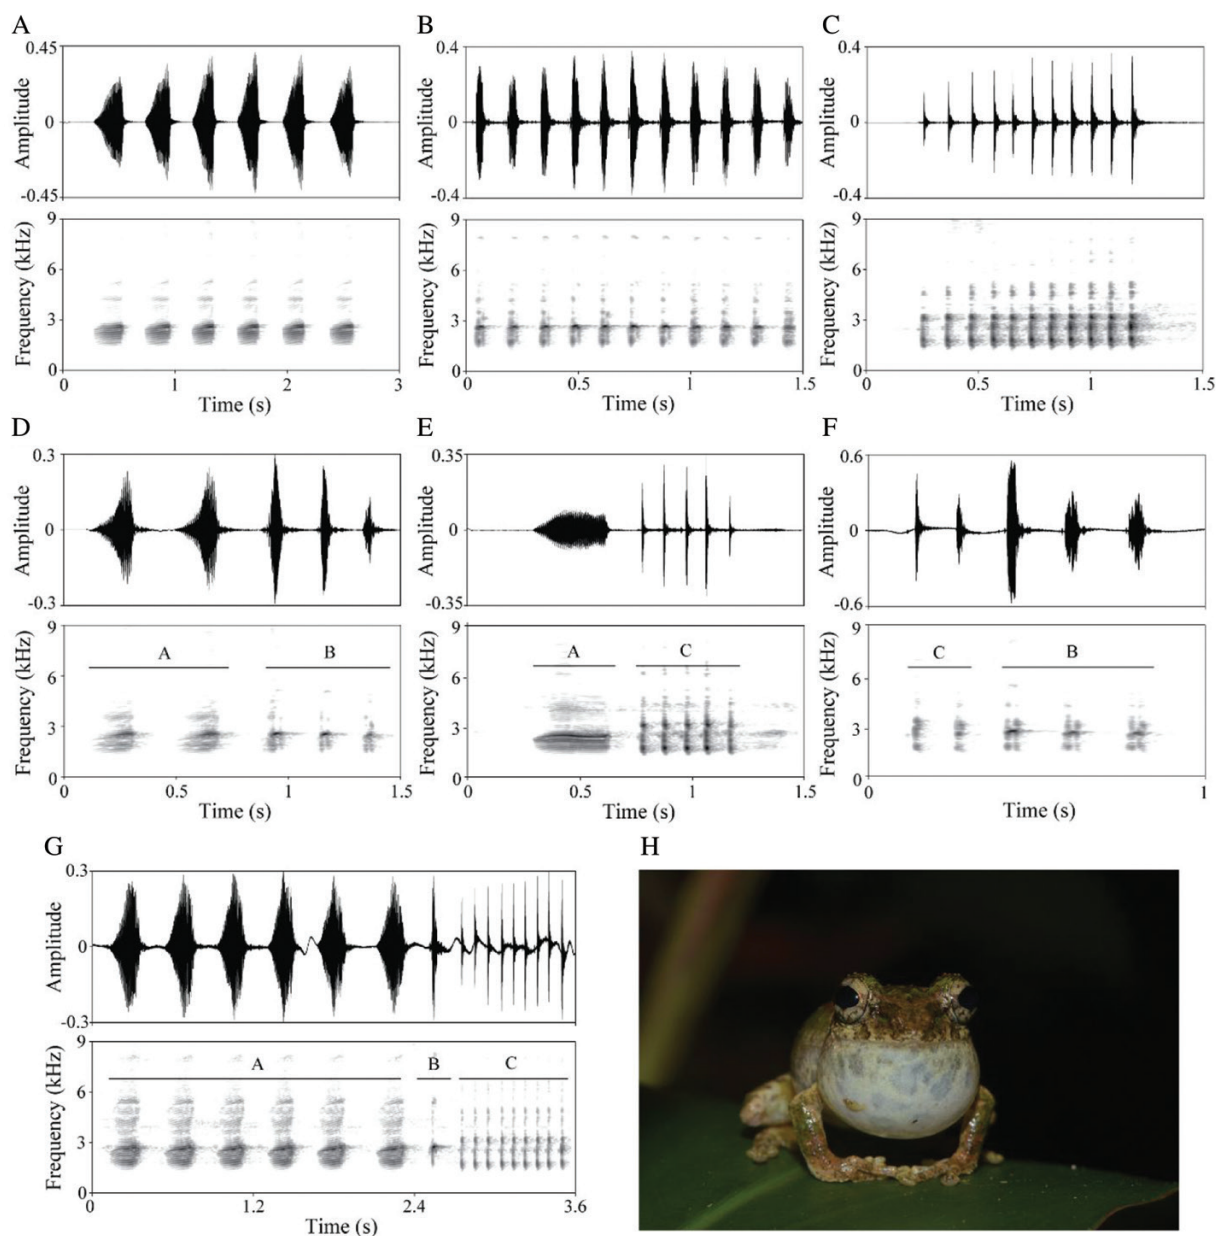 A
B
C
0.45
Amplitude
0
-0.45
0.4
Amplitude
0
-0.4
0.4
Amplitude
0
-0.4
9
6
3
0
Frequency (kHz)
0 1 2 3
Time (s)
9
6
3
0
Frequency (kHz)
0 0.5 1 1.5
Time (s)
9
6
3
0
Frequency (kHz)
0 0.5 1 1.5
Time (s)
D
E
F
0.3
Amplitude
0
-0.3
0.35
Amplitude
0
-0.35
0.6
Amplitude
0
-0.6
9
6
3
0
Frequency (kHz)
A B
0 0.5 1 1.5
Time (s)
9
6
3
0
Frequency (kHz)
A C
0 0.5 1 1.5
Time (s)
9
6
3
0
Frequency (kHz)
C B
0 1
Time (s)
G
H
0.3
Amplitude
0
-0.3
9
6
3
0
Frequency (kHz)
A B C
0 1.2 2.4 3.6
Time (s)